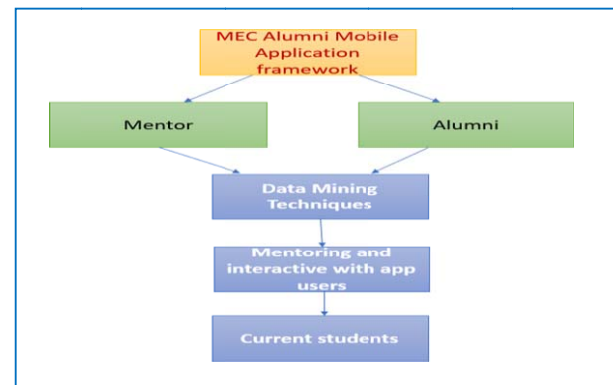 MEC Alumni Mobile
Application
framework
Mentor
Alumni
Data Mining
Techniques
Mentoring and
interactive with app
users
Current students